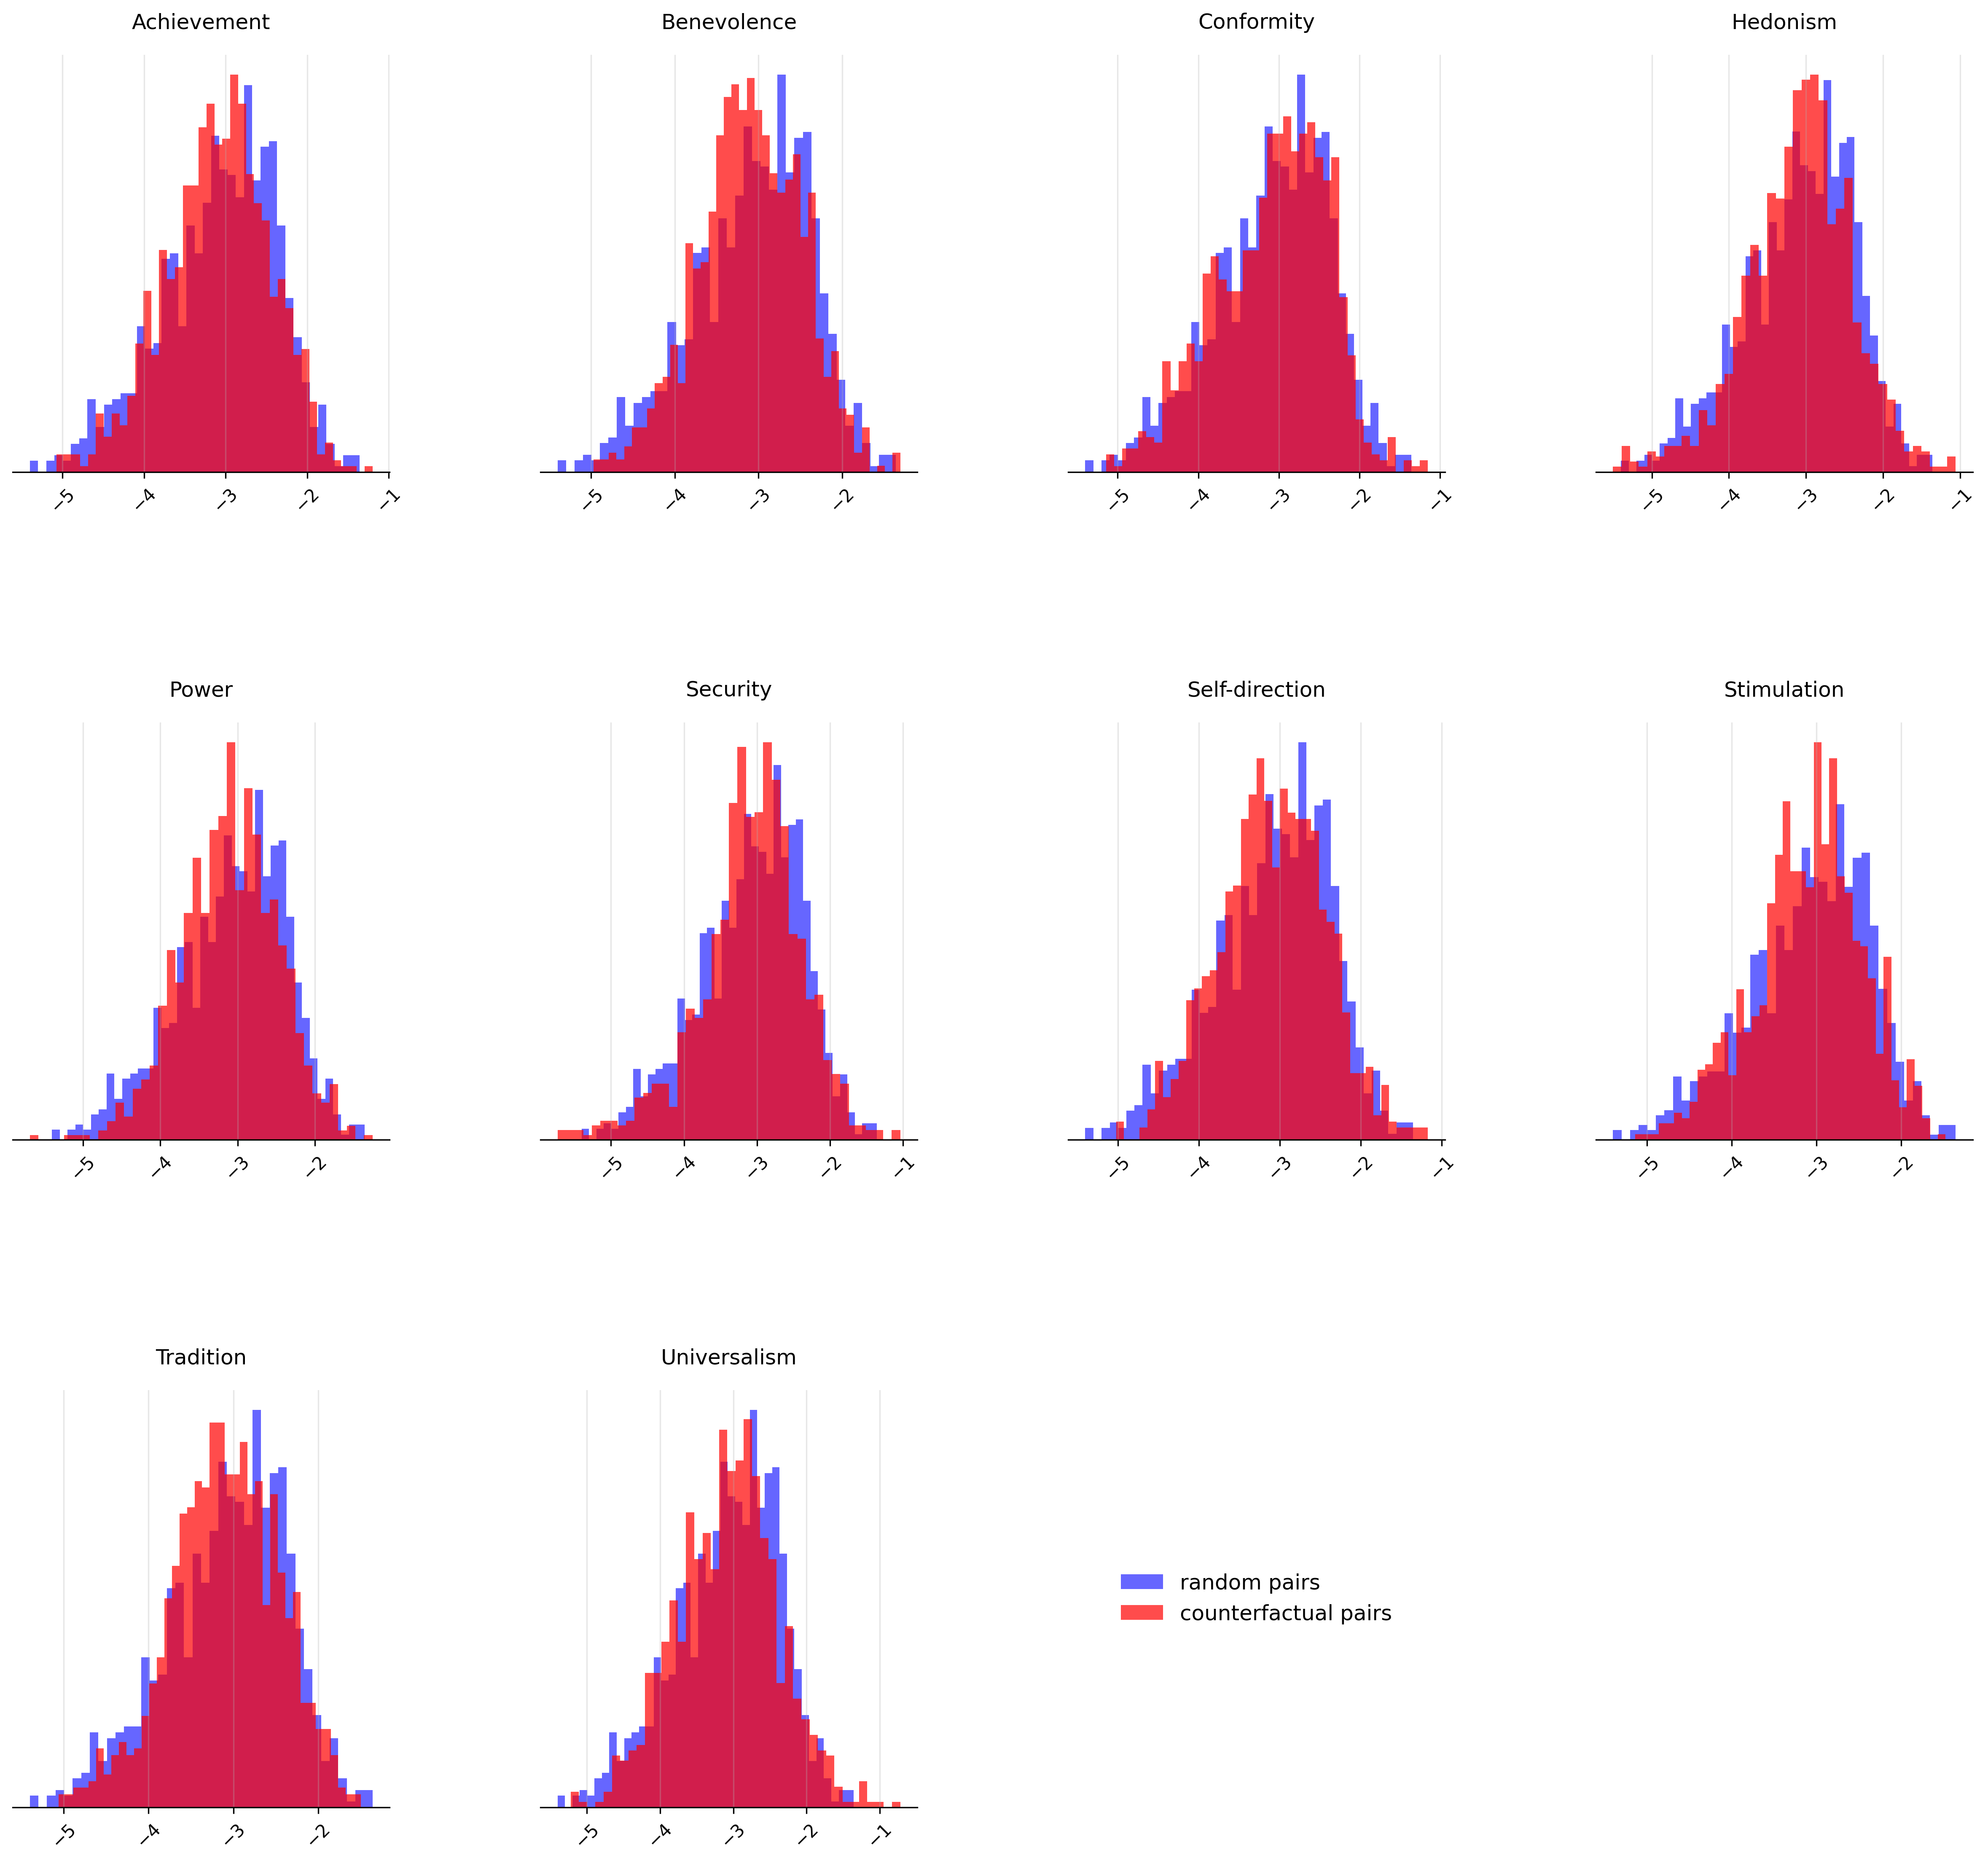 Achievement
Benevolence
Conformity
Hedonism
−5 −4 −3 −2 −1
−5 −4 −3 −2
−5 −4 −3 −2 −1
−5 −4 −3 −2 −1
Power
Security
Self-direction
Stimulation
−5 −4 −3 −2
−5 −4 −3 −2 −1
−5 −4 −3 −2 −1
−5 −4 −3 −2
Tradition
Universalism
random pairs
counterfactual pairs
−5 −4 −3 −2
−5 −4 −3 −2 −1